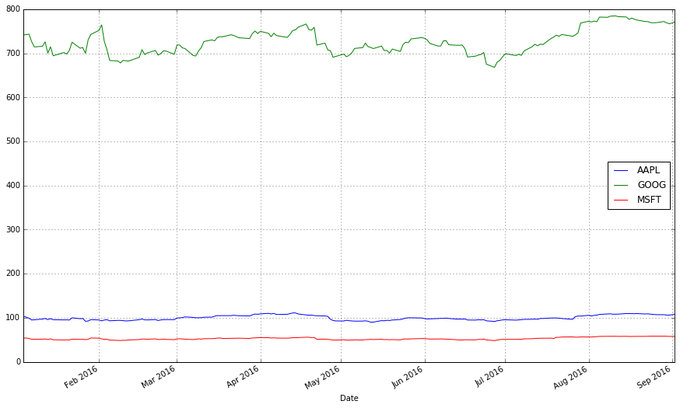 800
700
600
500
400
300
200
100
0
AAPL
GOOG
MSFT
Feb 2016
Mar 2016
Apr 2016
May 2016
Jun 2016
Jul 2016
Aug 2016
Sep 2016
Date